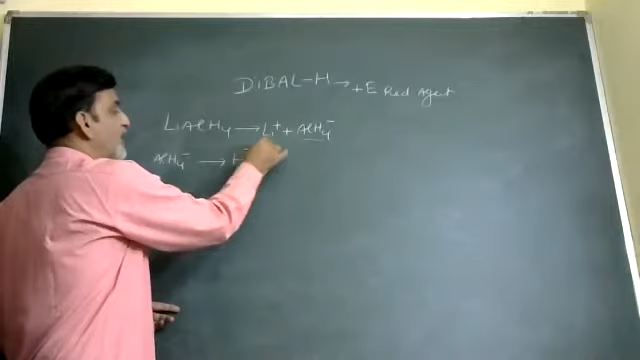 DiBAL-H → +E Red Agent
LiAlH4 → Li+ + AlH4-
AlH4- → H-